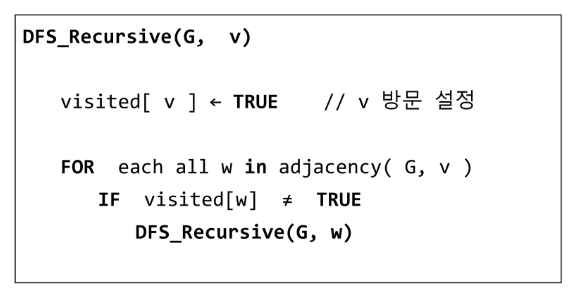 DFS_Recursive(G, v)
visited[ v ] ← TRUE // v 방문 설정
FOR each all w in adjacency( G, v )
IF visited[w] ≠ TRUE
DFS_Recursive(G, w)